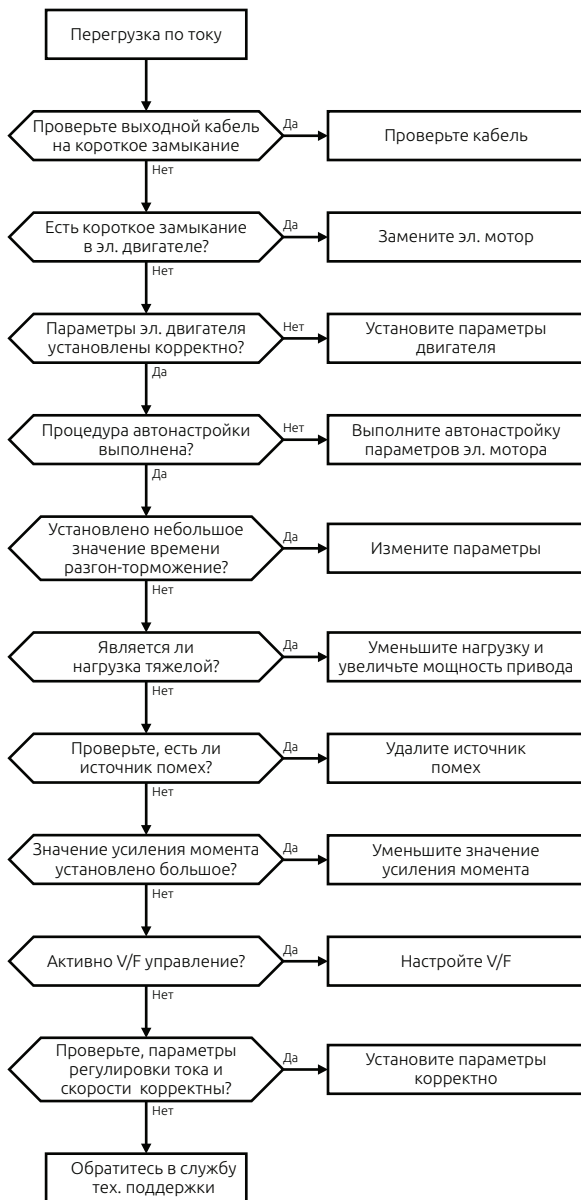 Перегрузка по току
Проверьте выходной кабель
на короткое замыкание
Да
Проверьте кабель
Нет
Есть короткое замыкание
в эл. двигателе?
Да
Замените эл. мотор
Нет
Параметры эл. двигателя
установлены корректно?
Нет
Установите параметры
двигателя
Да
Процедура автонастройки
выполнена?
Нет
Выполните автонастройку
параметров эл. мотора
Да
Установлено небольшое
значение времени
разгон-торможение?
Да
Измените параметры
Нет
Является ли
нагрузка тяжелой?
Да
Уменьшите нагрузку и
увеличьте мощность привода
Нет
Проверьте, есть ли
источник помех?
Да
Удалите источник
помех
Нет
Значение усиления момента
установлено большое?
Да
Уменьшите значение
усиления момента
Нет
Активно V/F управление?
Да
Настройте V/F
Нет
Проверьте, параметры
регулировки тока и
скорости корректны?
Да
Установите параметры
корректно
Нет
Обратитесь в службу
тех. поддержки